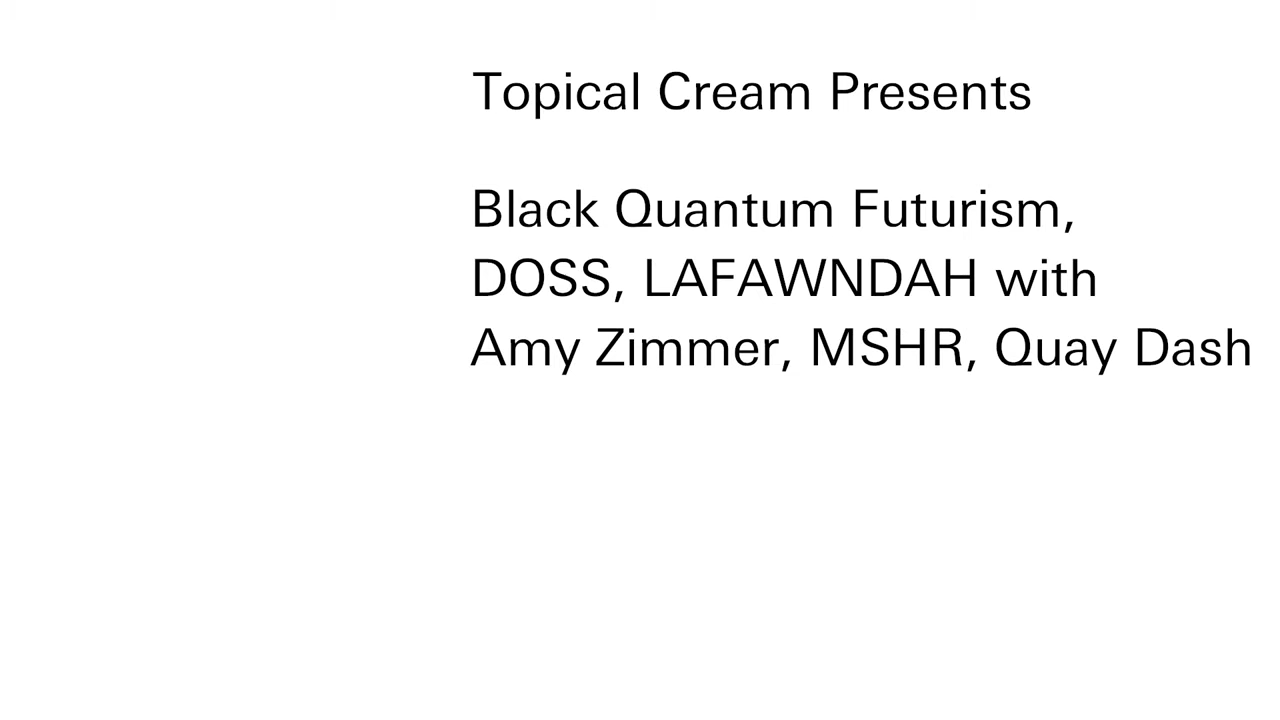 Topical Cream Presents
Black Quantum Futurism,
DOSS, LAFAWNDAH with
Amy Zimmer, MSHR, Quay Dash